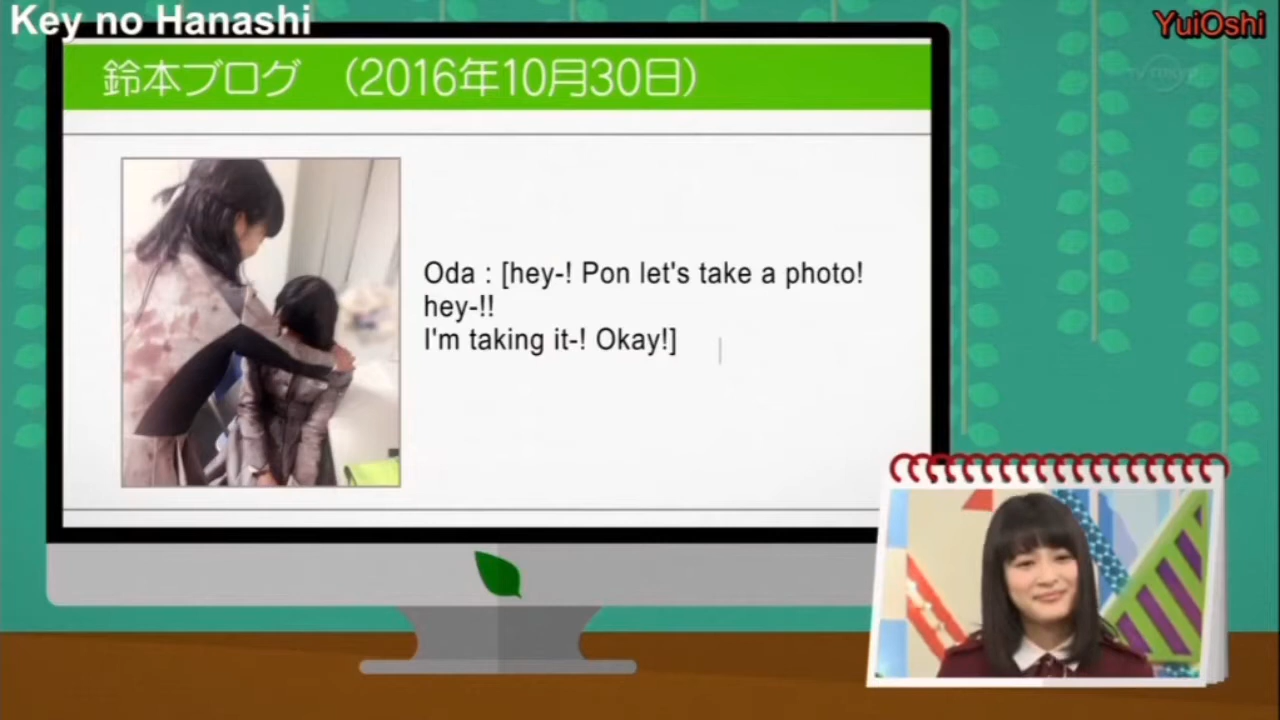 Key no Hanashi
YuiOshi
鈴本ブログ （2016年10月30日）
Oda : [hey-! Pon let's take a photo!
hey-!!
I'm taking it-! Okay!]